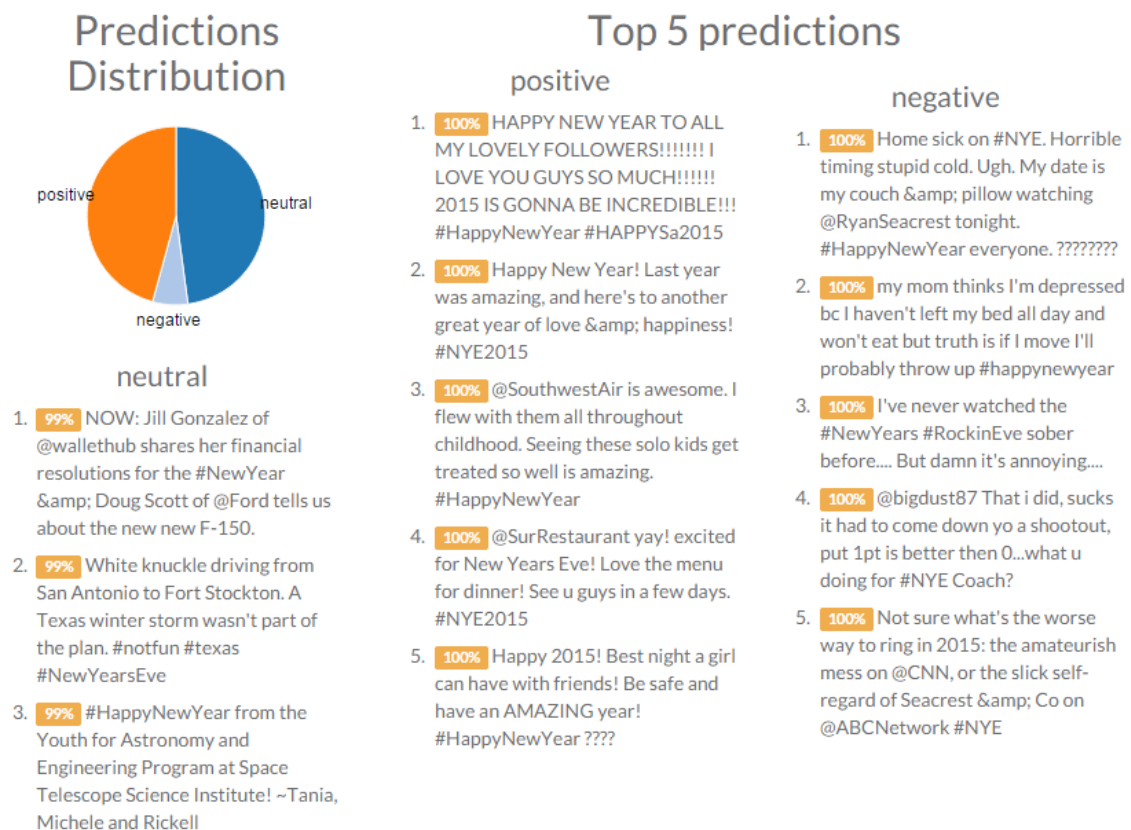 Predictions
Distribution
positive
neutral
negative
neutral
1. 99% NOW: Jill Gonzalez of
@wallethub shares her financial
resolutions for the #NewYear
&amp; Doug Scott of @Ford tells us
about the new new F-150.
2. 99% White knuckle driving from
San Antonio to Fort Stockton. A
Texas winter storm wasn't part of
the plan. #notfun #texas
#NewYearsEve
3. 99% #HappyNewYear from the
Youth for Astronomy and
Engineering Program at Space
Telescope Science Institute! ~Tania,
Michele and Rickell
Top 5 predictions
positive
1. 100% HAPPY NEW YEAR TO ALL
MY LOVELY FOLLOWERS!!!!!!! I
LOVE YOU GUYS SO MUCH!!!!!!
2015 IS GONNA BE INCREDIBLE!!!
#HappyNewYear #HAPPYSa2015
2. 100% Happy New Year! Last year
was amazing, and here's to another
great year of love &amp; happiness!
#NYE2015
3. 100% @SouthwestAir is awesome. I
flew with them all throughout
childhood. Seeing these solo kids get
treated so well is amazing.
#HappyNewYear
4. 100% @SurRestaurant yay! excited
for New Years Eve! Love the menu
for dinner! See u guys in a few days.
#NYE2015
5. 100% Happy 2015! Best night a girl
can have with friends! Be safe and
have an AMAZING year!
#HappyNewYear ????
negative
1. 100% Home sick on #NYE. Horrible
timing stupid cold. Ugh. My date is
my couch &amp; pillow watching
@RyanSeacrest tonight.
#HappyNewYear everyone. ????????
2. 100% my mom thinks I'm depressed
bc I haven't left my bed all day and
won't eat but truth is if I move I'll
probably throw up #happynewyear
3. 100% I've never watched the
#NewYears #RockinEve sober
before.... But damn it's annoying....
4. 100% @bigdust87 That i did, sucks
it had to come down yo a shootout,
put 1pt is better then 0...what u
doing for #NYE Coach?
5. 100% Not sure what's the worse
way to ring in 2015: the amateurish
mess on @CNN, or the slick self-
regard of Seacrest &amp; Co on
@ABCNetwork #NYE